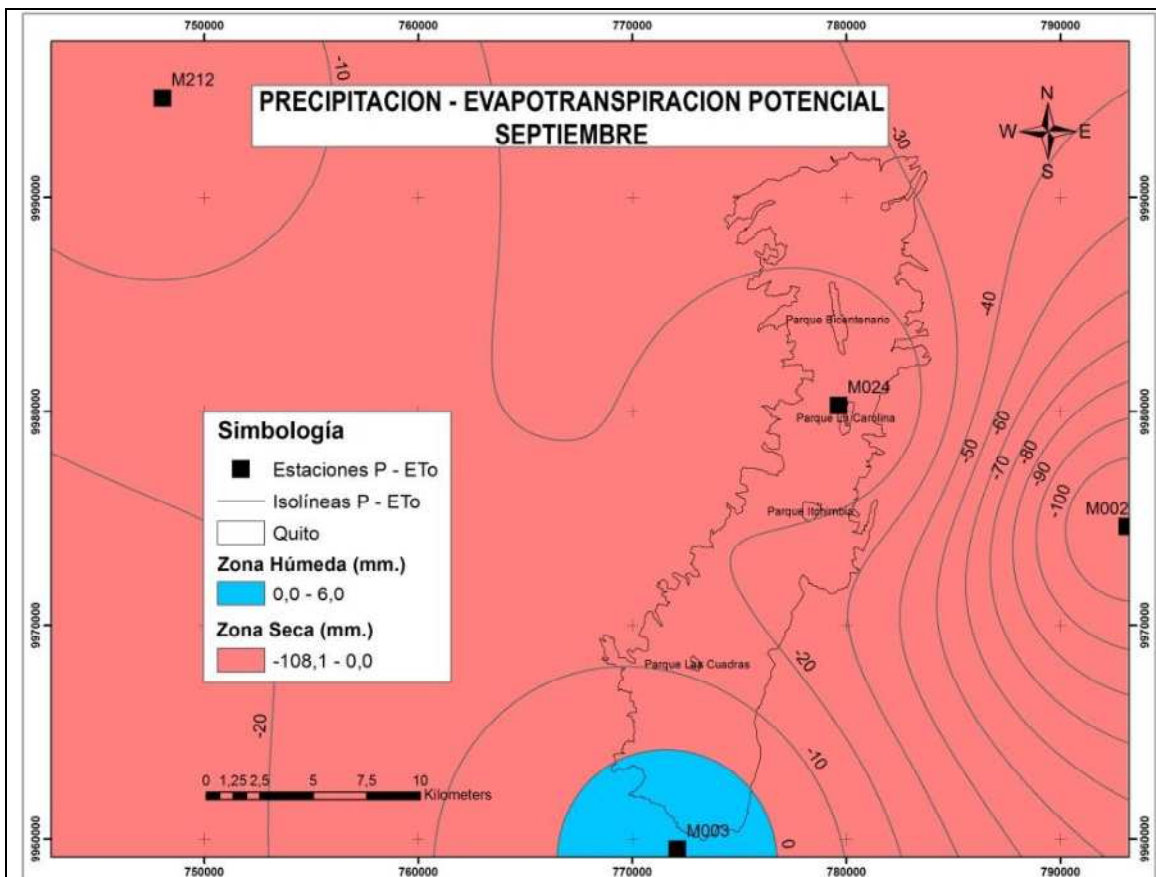 750000 760000 770000 780000 790000
M212
-10
PRECIPITACION - EVAPOTRANSPIRACION POTENCIAL
SEPTIEMBRE
-30
N
W E
S
9990000 9990000
-40
Parque Bicentenario
M024
9980000 9980000
Parque La Carolina
-50
-60
-70
-80
-90
-100
M002
Parque Itchimbia
Simbología
Estaciones P - ETo
Isolíneas P - ETo
Quito
Zona Húmeda (mm.)
0,0 - 6,0
Zona Seca (mm.)
-108,1 - 0,0
9970000 9970000
Parque Las Cuadras
-20
-20
-10
0 1,25 2,5 5 7,5 10
Kilometers
M003
0
9960000 9960000
750000 760000 770000 780000 790000